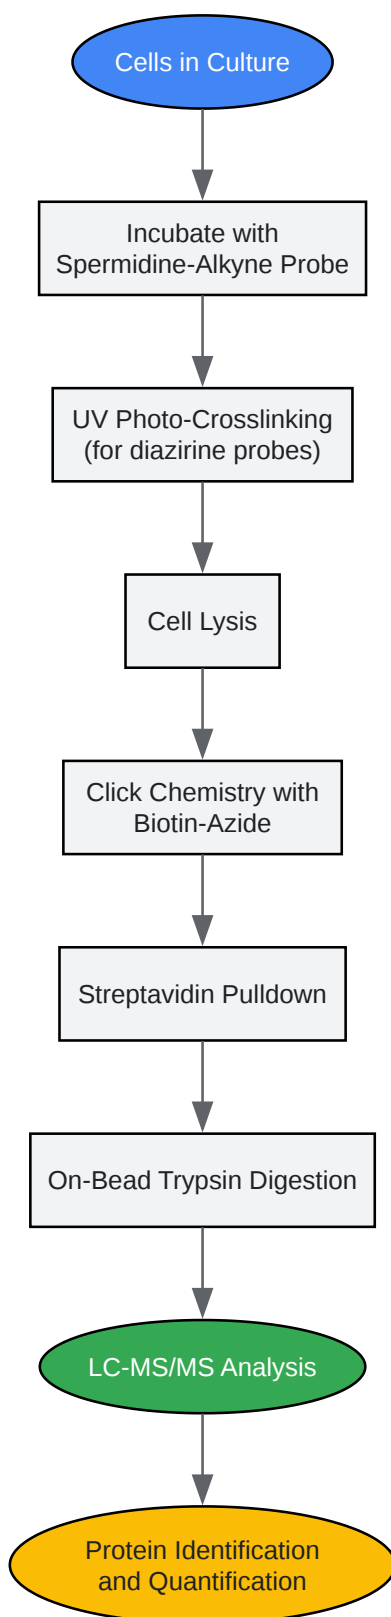 Cells in Culture
Incubate with
Spermidine-Alkyne Probe
UV Photo-Crosslinking
(for diazirine probes)
Cell Lysis
Click Chemistry with
Biotin-Azide
Streptavidin Pulldown
On-Bead Trypsin Digestion
LC-MS/MS Analysis
Protein Identification
and Quantification